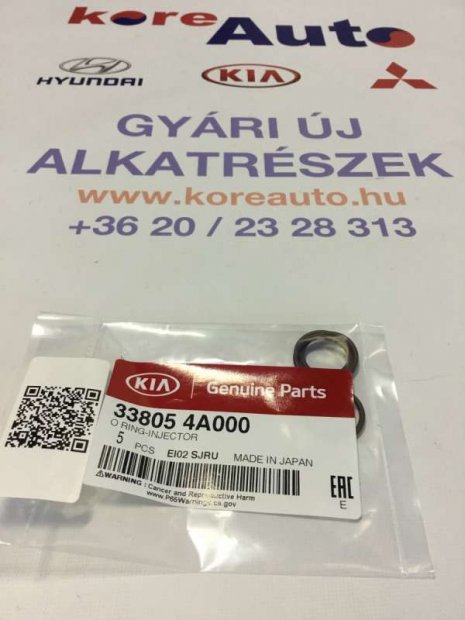 koreAuto
HYUNDAI
KIA
GYÁRI ÚJ
ALKATRÉSZEK
www.koreauto.hu
+36 20 / 23 28 313
KIA
Genuine Parts
33805 4A000
O RING-INJECTOR
5 PCS EI02 SJRU MADE IN JAPAN
WARNING : Cancer and Reproductive Harm
www.P65Warnings.ca.gov
EAC
E